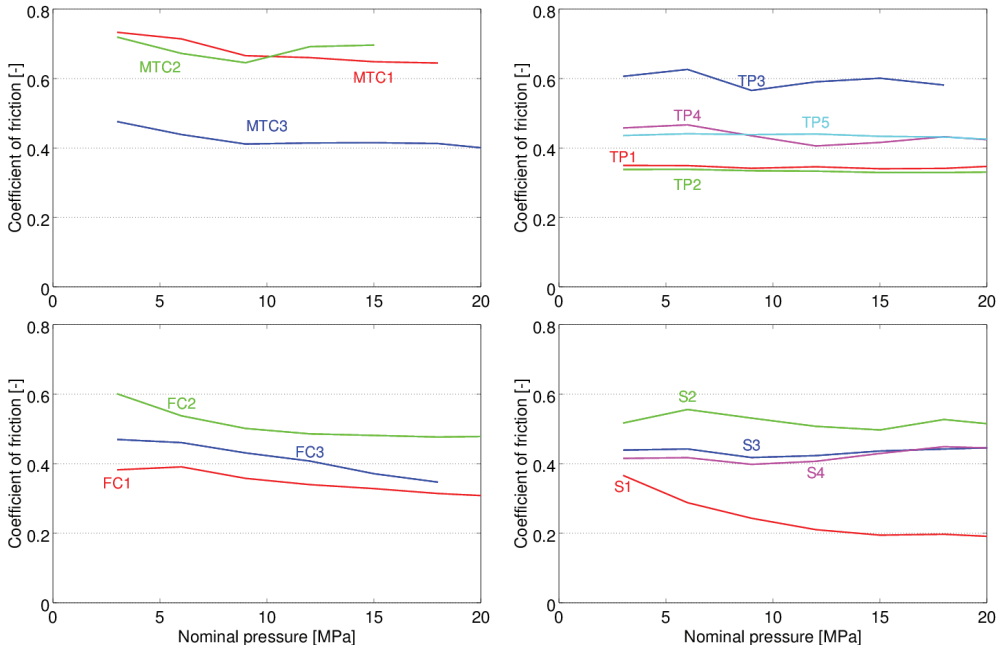 0.8
0.6
0.4
0.2
0
Coefficient of friction [-]
MTC2
MTC1
MTC3
0 5 10 15 20
0.8
0.6
0.4
0.2
0
Coefficient of friction [-]
TP3
TP4
TP5
TP1
TP2
0 5 10 15 20
0.8
0.6
0.4
0.2
0
Coefficient of friction [-]
FC2
FC3
FC1
0 5 10 15 20
Nominal pressure [MPa]
0.8
0.6
0.4
0.2
0
Coefficient of friction [-]
S2
S3
S4
S1
0 5 10 15 20
Nominal pressure [MPa]